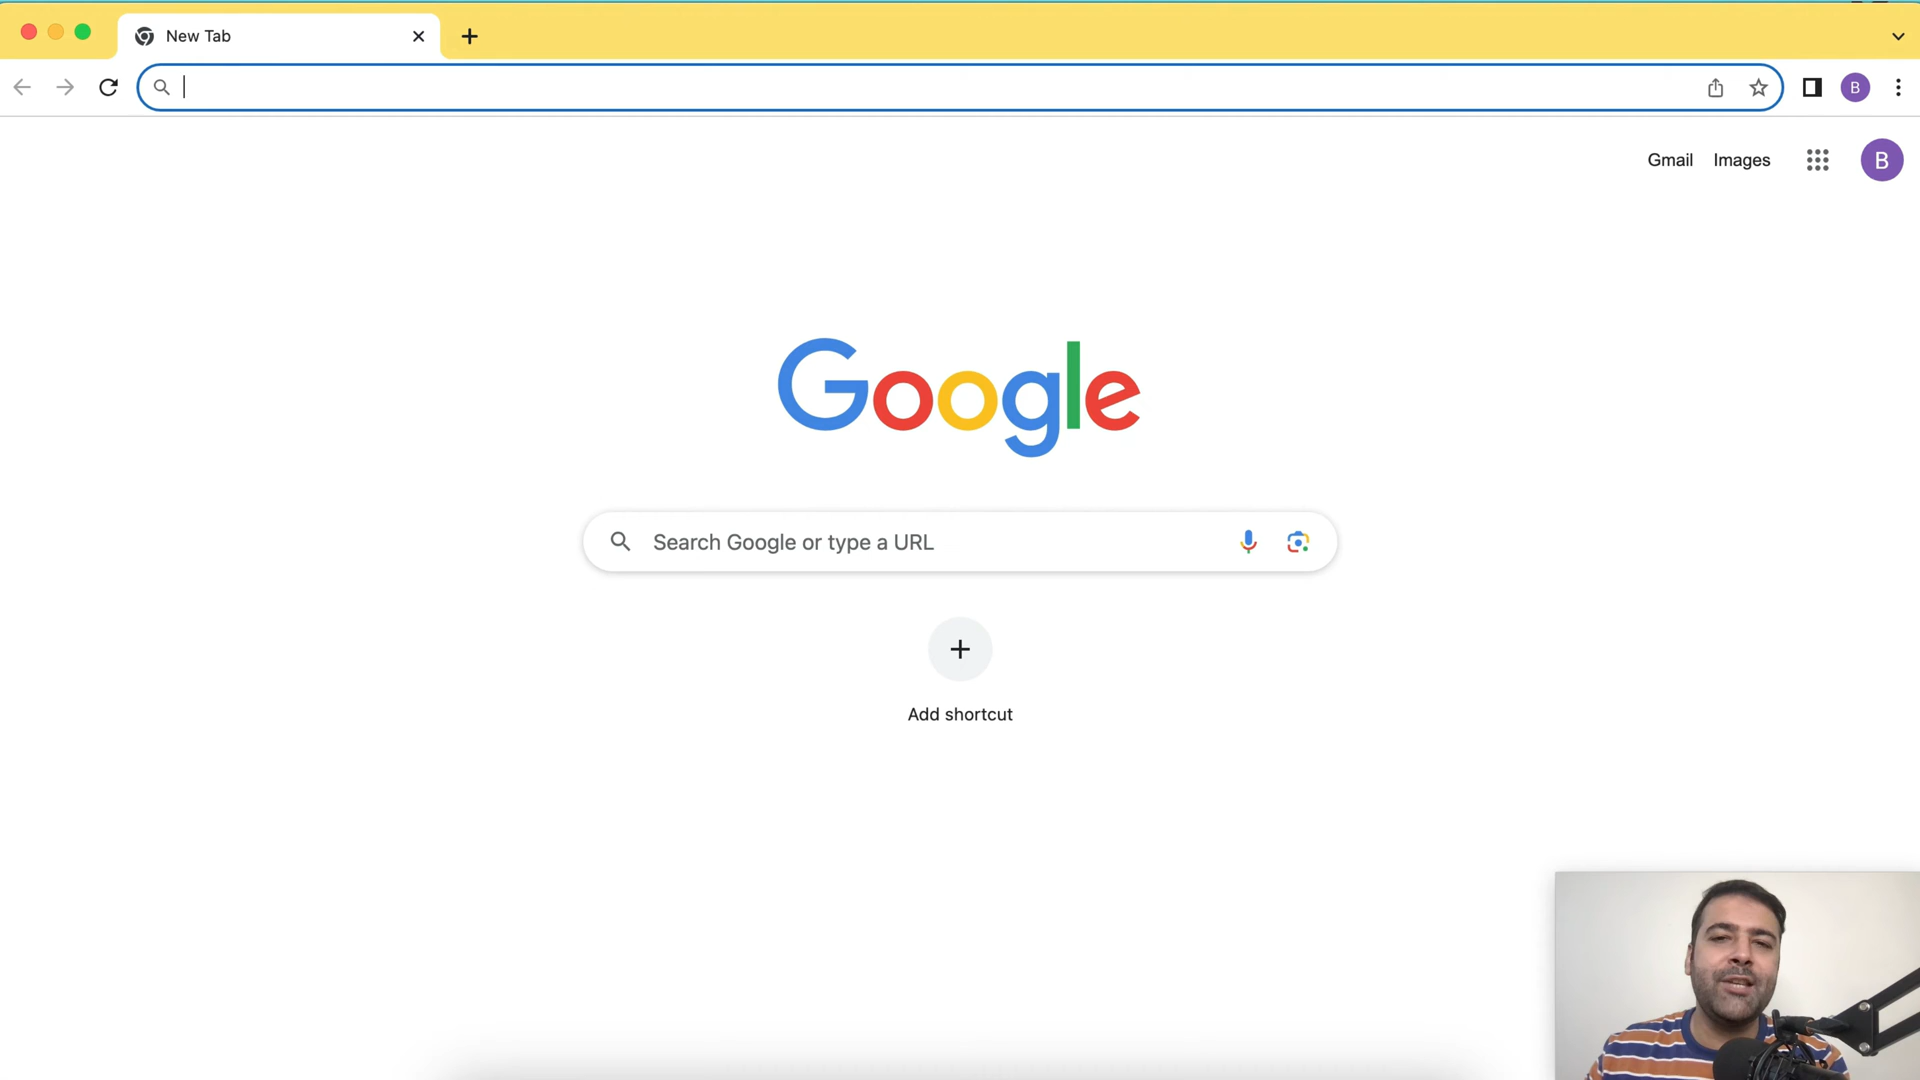 New Tab
B
Gmail
Images
B
Google
Search Google or type a URL
Add shortcut